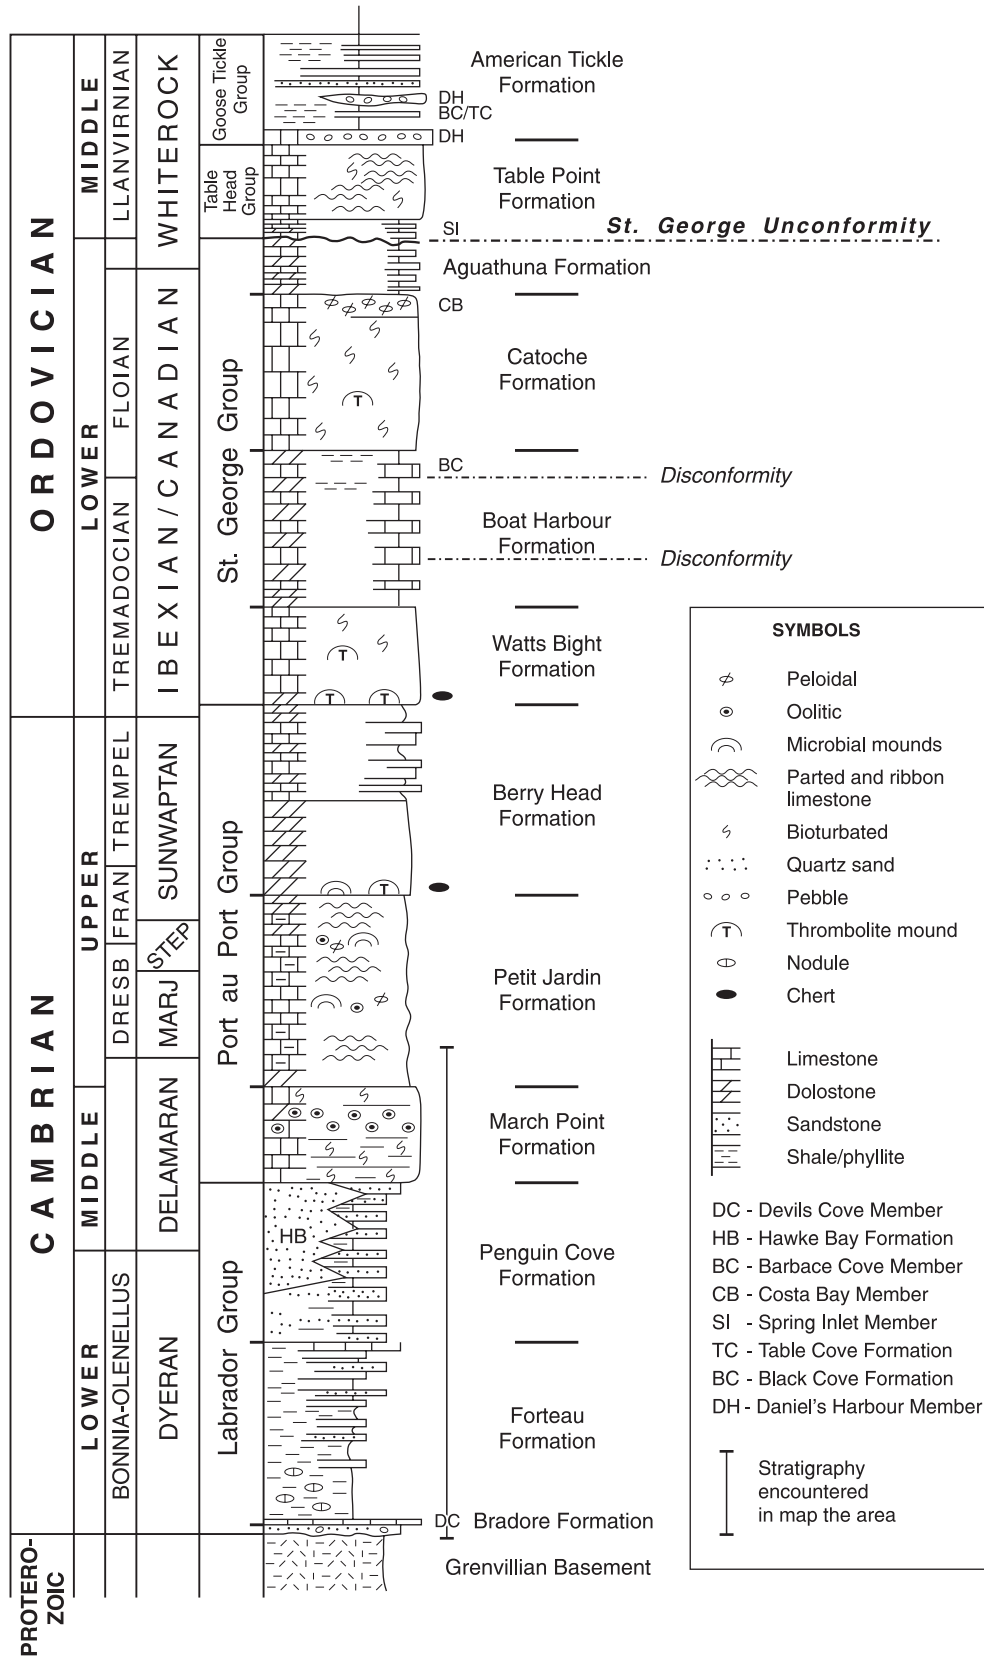 ORDOVICIAN
CAMBRIAN
PROTERO-
ZOIC
MIDDLE
LOWER
UPPER
MIDDLE
LOWER
LLANVIRNIAN
FLOIAN
TREMADOCIAN
TREMPEL
FRAN
DRESB
BONNIA-OLENELLUS
WHITEROCK
IBEXIAN/CANADIAN
SUNWAPTAN
STEP
MARJ
DELAMARAN
DYERAN
Goose Tickle
Group
Table
Head
Group
St. George Group
Port au Port Group
Labrador Group
American Tickle
Formation
DH
BC/TC
DH
Table Point
Formation
SI
St. George Unconformity
Aguathuna Formation
CB
Catoche
Formation
T
BC
Disconformity
Boat Harbour
Formation
Disconformity
Watts Bight
Formation
T
T
T
Berry Head
Formation
T
Petit Jardin
Formation
March Point
Formation
HB
Penguin Cove
Formation
Forteau
Formation
DC
Bradore Formation
Grenvillian Basement
SYMBOLS
Peloidal
Oolitic
Microbial mounds
Parted and ribbon
limestone
Bioturbated
Quartz sand
Pebble
T
Thrombolite mound
Nodule
Chert
Limestone
Dolostone
Sandstone
Shale/phyllite
DC - Devils Cove Member
HB - Hawke Bay Formation
BC - Barbace Cove Member
CB - Costa Bay Member
SI - Spring Inlet Member
TC - Table Cove Formation
BC - Black Cove Formation
DH - Daniel's Harbour Member
Stratigraphy
encountered
in map the area